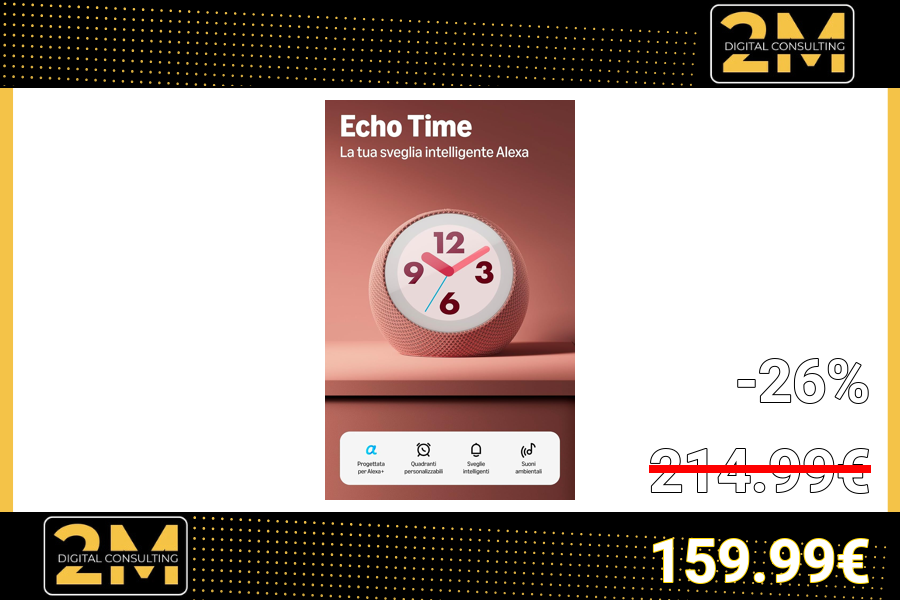 2M
DIGITAL CONSULTING
Echo Time
La tua sveglia intelligente Alexa
12
9
3
6
Progettata
per Alexa+
Quadranti
personalizzabili
Sveglie
intelligenti
Suoni
ambientali
-26%
214.99€
2M
DIGITAL CONSULTING
159.99€